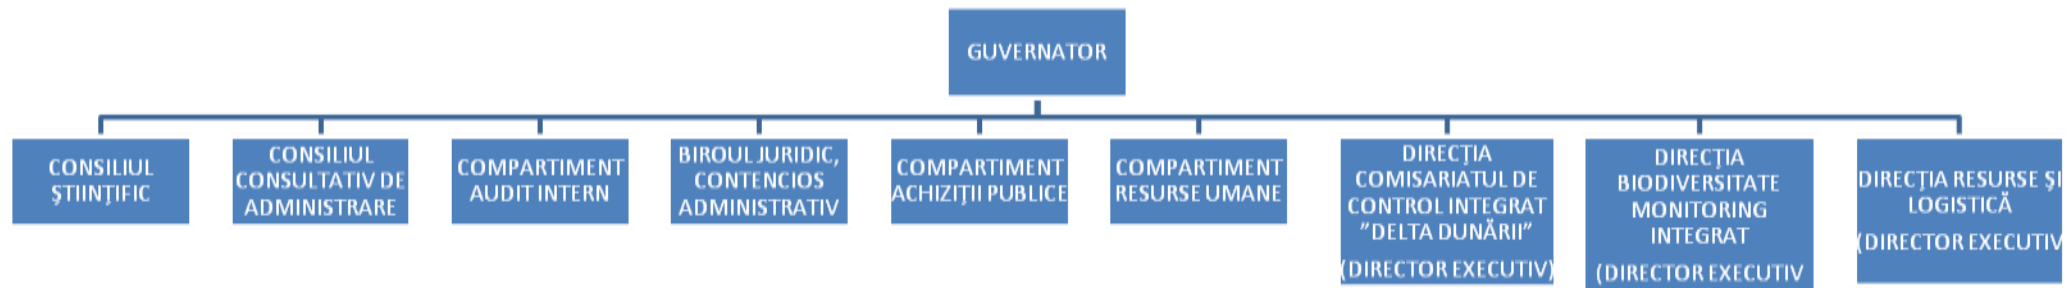 GUVERNATOR
CONSILIUL
ŞTIINŢIFIC
CONSILIUL
CONSULTATIV DE
ADMINISTRARE
COMPARTIMENT
AUDIT INTERN
BIROUL JURIDIC,
CONTENCIOS
ADMINISTRATIV
COMPARTIMENT
ACHIZIŢII PUBLICE
COMPARTIMENT
RESURSE UMANE
DIRECŢIA
COMISARIATUL DE
CONTROL INTEGRAT
”DELTA DUNĂRII”
(DIRECTOR EXECUTIV)
DIRECŢIA
BIODIVERSITATE
MONITORING
INTEGRAT
(DIRECTOR EXECUTIV
DIRECŢIA RESURSE ŞI
LOGISTICĂ
(DIRECTOR EXECUTIV